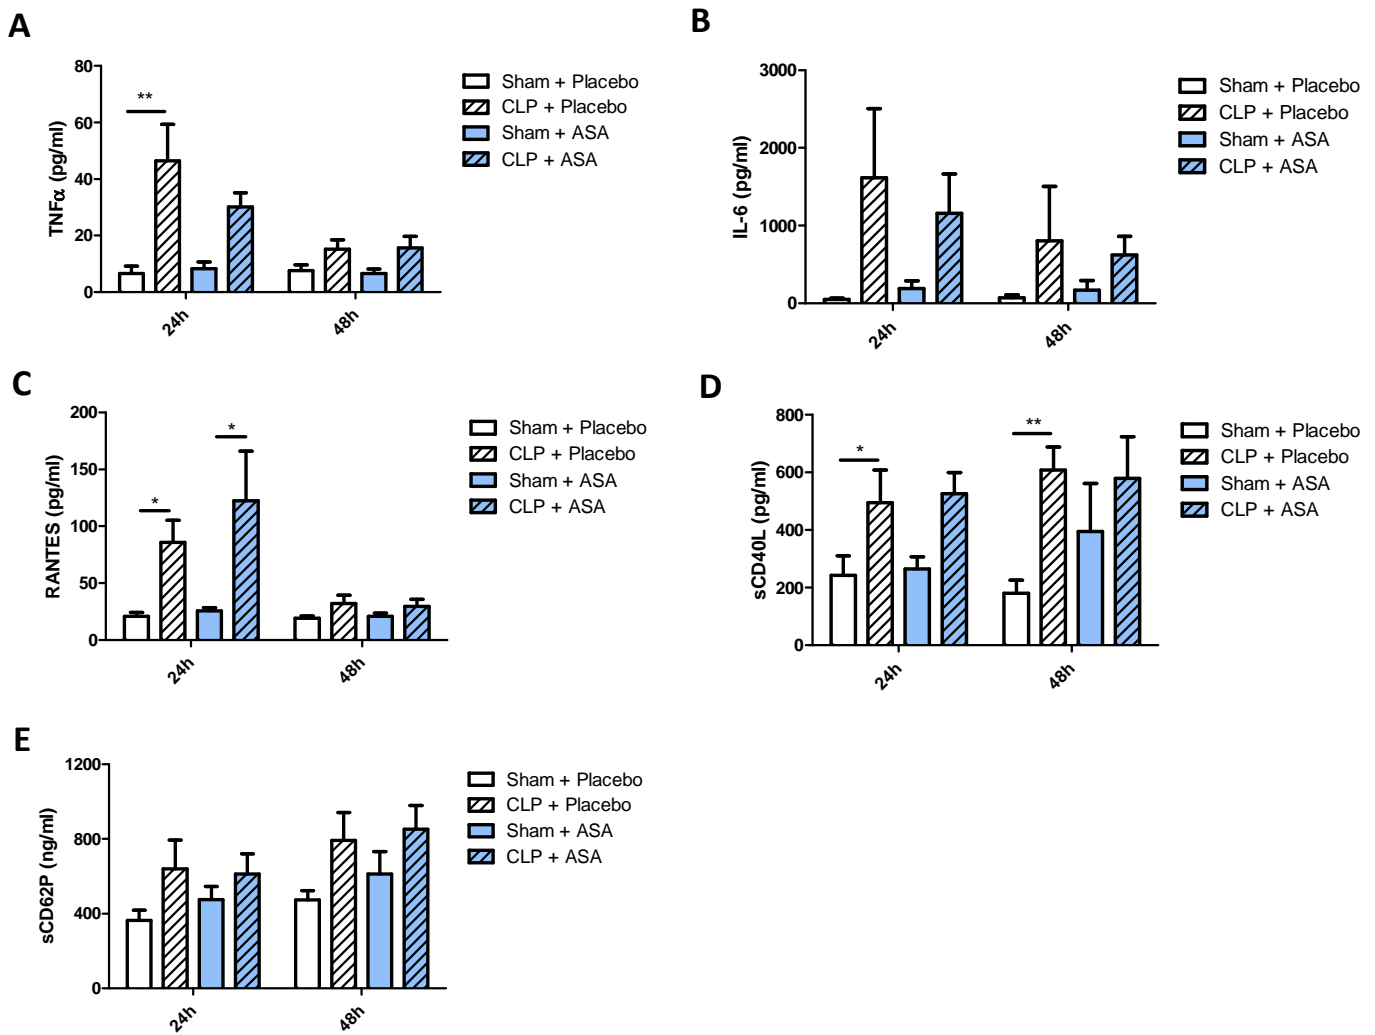 A
TNFα (pg/ml)
80
60
40
20
0
**
24h
48h
Sham + Placebo
CLP + Placebo
Sham + ASA
CLP + ASA
B
IL-6 (pg/ml)
3000
2000
1000
0
24h
48h
Sham + Placebo
CLP + Placebo
Sham + ASA
CLP + ASA
C
RANTES (pg/ml)
200
150
100
50
0
*
*
24h
48h
Sham + Placebo
CLP + Placebo
Sham + ASA
CLP + ASA
D
sCD40L (pg/ml)
800
600
400
200
0
*
**
24h
48h
Sham + Placebo
CLP + Placebo
Sham + ASA
CLP + ASA
E
sCD62P (ng/ml)
1200
800
400
0
24h
48h
Sham + Placebo
CLP + Placebo
Sham + ASA
CLP + ASA